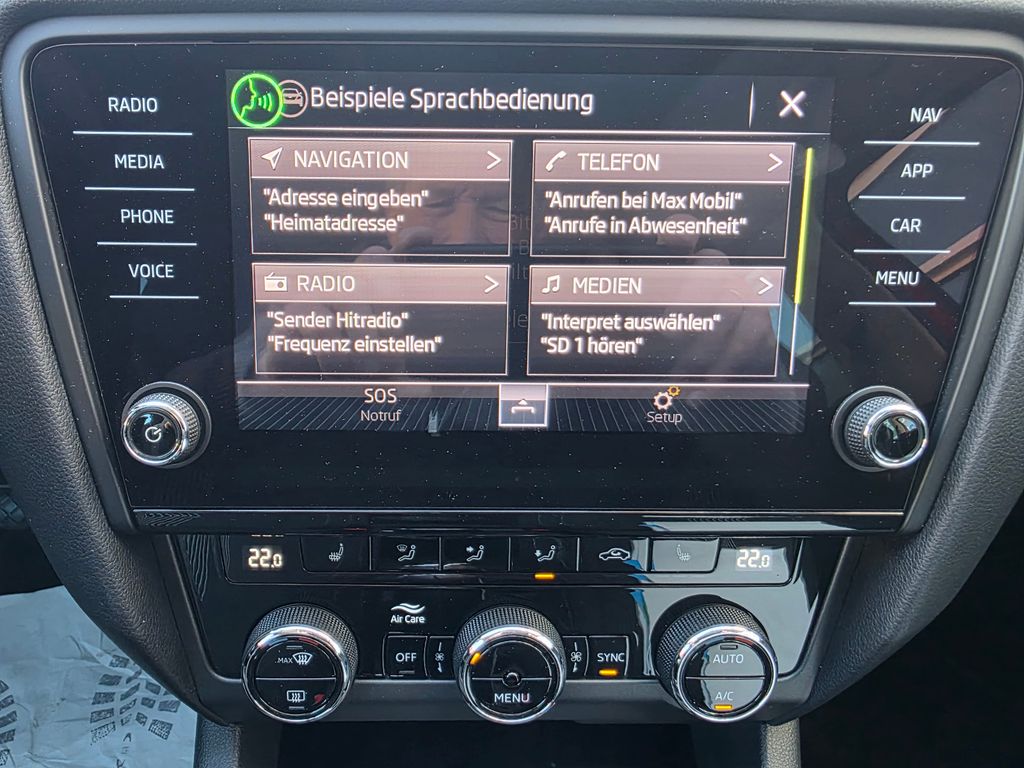 Beispiele Sprachbedienung
RADIO
MEDIA
PHONE
VOICE
NAVIGATION
"Adresse eingeben"
"Heimatadresse"
TELEFON
"Anrufen bei Max Mobil"
"Anrufe in Abwesenheit"
RADIO
"Sender Hitradio"
"Frequenz einstellen"
MEDIEN
"Interpret auswählen"
"SD 1 hören"
SOS
Notruf
Setup
NAV
APP
CAR
MENU
22.0
22.0
Air Care
MAX
OFF
MENU
SYNC
AUTO
A/C